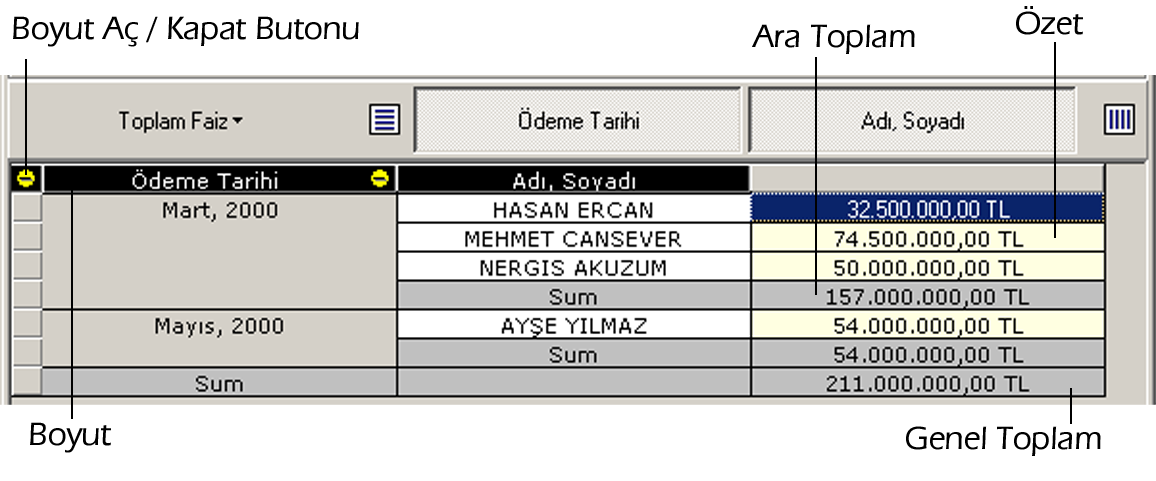 Boyut Aç / Kapat Butonu
Ara Toplam
Özet
Toplam Faiz
Ödeme Tarihi
Adı, Soyadı
Ödeme Tarihi
Adı, Soyadı
Mart, 2000
HASAN ERCAN
32.500.000,00 TL
MEHMET CANSEVER
74.500.000,00 TL
NERGIS AKUZUM
50.000.000,00 TL
Sum
157.000.000,00 TL
Mayıs, 2000
AYŞE YILMAZ
54.000.000,00 TL
Sum
54.000.000,00 TL
Sum
211.000.000,00 TL
Boyut
Genel Toplam